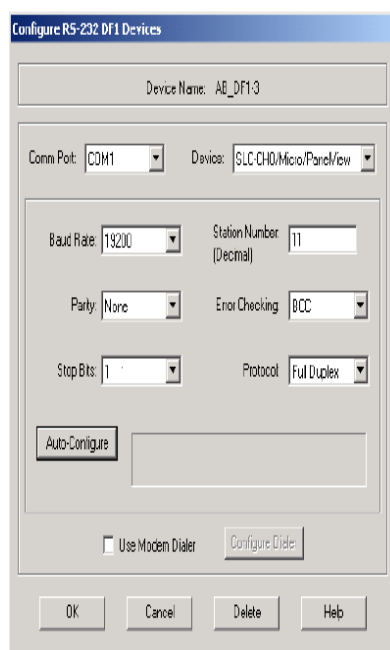 Configure RS-232 DF1 Devices
Device Name: AB_DF1-3
Comm Port: COM1 Device: SLC-CH0/Micro/PanelView
Baud Rate: 19200 Station Number: 11
(Decimal)
Parity: None Error Checking: BCC
Stop Bits: 1 Protocol: Full Duplex
Auto-Configure
Use Modem Dialer Configure Dialer
OK Cancel Delete Help